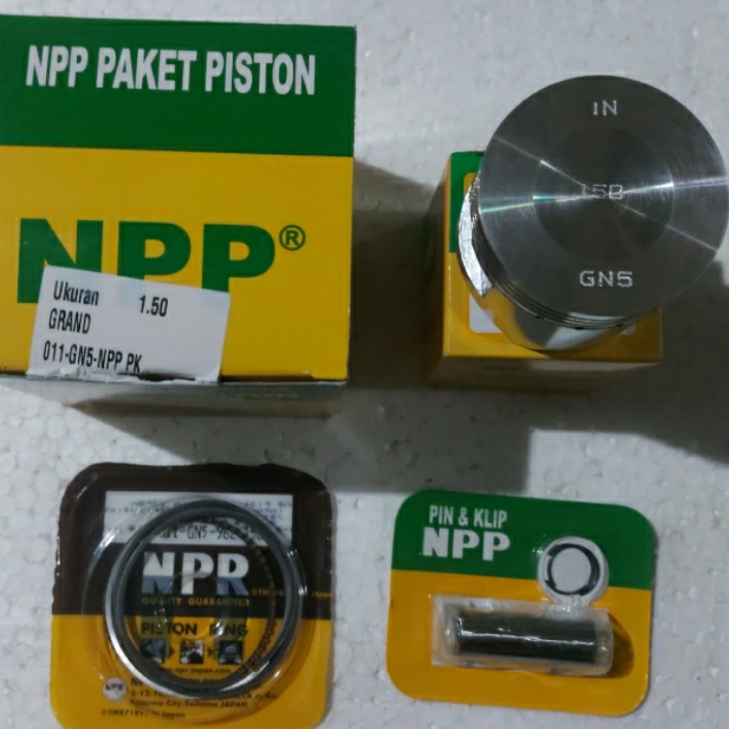 NPP PAKET PISTON
NPP®
Ukuran 1.50
GRAND
011-GN5-NPP PK
IN
GN5
NPR
QUALITY GUARANTEED
PISTON RING
PIN & KLIP
NPP